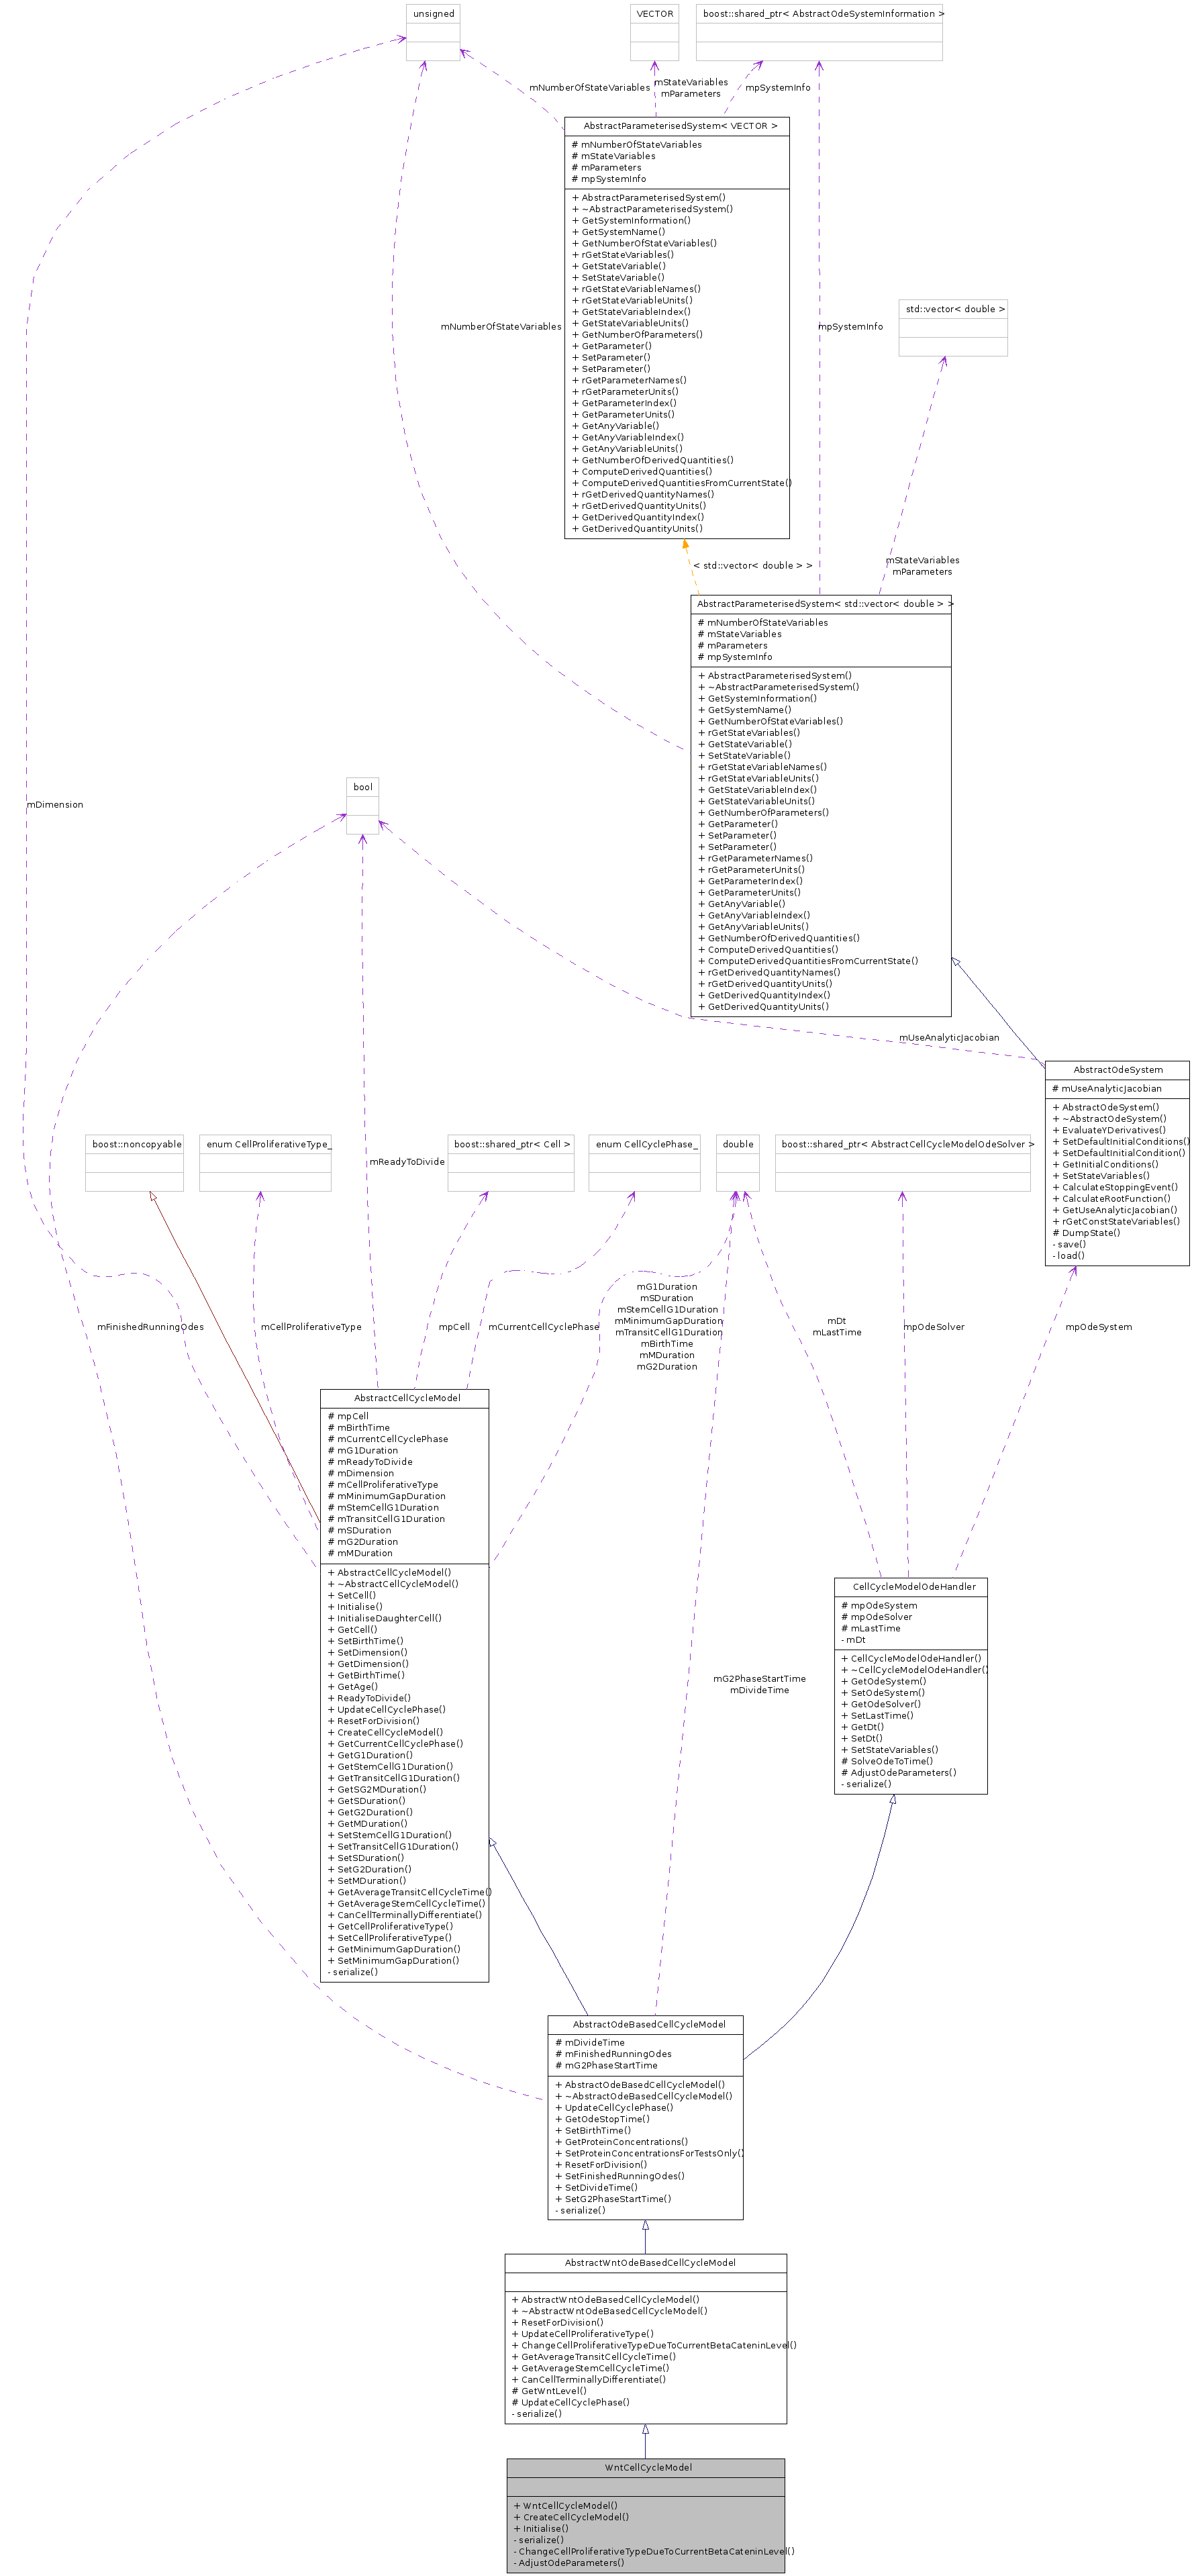 unsigned
VECTOR
boost::shared_ptr< AbstractOdeSystemInformation >
mNumberOfStateVariables
mStateVariables
mParameters
mpSystemInfo
AbstractParameterisedSystem< VECTOR >
# mNumberOfStateVariables
# mStateVariables
# mParameters
# mpSystemInfo
+ AbstractParameterisedSystem()
+ ~AbstractParameterisedSystem()
+ GetSystemInformation()
+ GetSystemName()
+ GetNumberOfStateVariables()
+ rGetStateVariables()
+ GetStateVariable()
+ SetStateVariable()
+ rGetStateVariableNames()
+ rGetStateVariableUnits()
+ GetStateVariableIndex()
+ GetStateVariableUnits()
+ GetNumberOfParameters()
+ GetParameter()
+ SetParameter()
+ SetParameter()
+ rGetParameterNames()
+ rGetParameterUnits()
+ GetParameterIndex()
+ GetParameterUnits()
+ GetAnyVariable()
+ GetAnyVariableIndex()
+ GetAnyVariableUnits()
+ GetNumberOfDerivedQuantities()
+ ComputeDerivedQuantities()
+ ComputeDerivedQuantitiesFromCurrentState()
+ rGetDerivedQuantityNames()
+ rGetDerivedQuantityUnits()
+ GetDerivedQuantityIndex()
+ GetDerivedQuantityUnits()
mNumberOfStateVariables
mpSystemInfo
std::vector< double >
mStateVariables
mParameters
< std::vector< double > >
AbstractParameterisedSystem< std::vector< double > >
# mNumberOfStateVariables
# mStateVariables
# mParameters
# mpSystemInfo
+ AbstractParameterisedSystem()
+ ~AbstractParameterisedSystem()
+ GetSystemInformation()
+ GetSystemName()
+ GetNumberOfStateVariables()
+ rGetStateVariables()
+ GetStateVariable()
+ SetStateVariable()
+ rGetStateVariableNames()
+ rGetStateVariableUnits()
+ GetStateVariableIndex()
+ GetStateVariableUnits()
+ GetNumberOfParameters()
+ GetParameter()
+ SetParameter()
+ SetParameter()
+ rGetParameterNames()
+ rGetParameterUnits()
+ GetParameterIndex()
+ GetParameterUnits()
+ GetAnyVariable()
+ GetAnyVariableIndex()
+ GetAnyVariableUnits()
+ GetNumberOfDerivedQuantities()
+ ComputeDerivedQuantities()
+ ComputeDerivedQuantitiesFromCurrentState()
+ rGetDerivedQuantityNames()
+ rGetDerivedQuantityUnits()
+ GetDerivedQuantityIndex()
+ GetDerivedQuantityUnits()
bool
mDimension
mUseAnalyticJacobian
AbstractOdeSystem
# mUseAnalyticJacobian
+ AbstractOdeSystem()
+ ~AbstractOdeSystem()
+ EvaluateYDerivatives()
+ SetDefaultInitialConditions()
+ SetDefaultInitialCondition()
+ GetInitialConditions()
+ SetStateVariables()
+ CalculateStoppingEvent()
+ CalculateRootFunction()
+ GetUseAnalyticJacobian()
+ rGetConstStateVariables()
# DumpState()
- save()
- load()
boost::noncopyable
enum CellProliferativeType_
mReadyToDivide
boost::shared_ptr< Cell >
enum CellCyclePhase_
double
boost::shared_ptr< AbstractCellCycleModelOdeSolver >
mFinishedRunningOdes
mCellProliferativeType
mpCell
mCurrentCellCyclePhase
mG1Duration
mSDuration
mStemCellG1Duration
mMinimumGapDuration
mTransitCellG1Duration
mBirthTime
mMDuration
mG2Duration
mDt
mLastTime
mpOdeSolver
mpOdeSystem
AbstractCellCycleModel
# mpCell
# mBirthTime
# mCurrentCellCyclePhase
# mG1Duration
# mReadyToDivide
# mDimension
# mCellProliferativeType
# mMinimumGapDuration
# mStemCellG1Duration
# mTransitCellG1Duration
# mSDuration
# mG2Duration
# mMDuration
+ AbstractCellCycleModel()
+ ~AbstractCellCycleModel()
+ SetCell()
+ Initialise()
+ InitialiseDaughterCell()
+ GetCell()
+ SetBirthTime()
+ SetDimension()
+ GetDimension()
+ GetBirthTime()
+ GetAge()
+ ReadyToDivide()
+ UpdateCellCyclePhase()
+ ResetForDivision()
+ CreateCellCycleModel()
+ GetCurrentCellCyclePhase()
+ GetG1Duration()
+ GetStemCellG1Duration()
+ GetTransitCellG1Duration()
+ GetSG2MDuration()
+ GetSDuration()
+ GetG2Duration()
+ GetMDuration()
+ SetStemCellG1Duration()
+ SetTransitCellG1Duration()
+ SetSDuration()
+ SetG2Duration()
+ SetMDuration()
+ GetAverageTransitCellCycleTime()
+ GetAverageStemCellCycleTime()
+ CanCellTerminallyDifferentiate()
+ GetCellProliferativeType()
+ SetCellProliferativeType()
+ GetMinimumGapDuration()
+ SetMinimumGapDuration()
- serialize()
CellCycleModelOdeHandler
# mpOdeSystem
# mpOdeSolver
# mLastTime
- mDt
+ CellCycleModelOdeHandler()
+ ~CellCycleModelOdeHandler()
+ GetOdeSystem()
+ SetOdeSystem()
+ GetOdeSolver()
+ SetLastTime()
+ GetDt()
+ SetDt()
+ SetStateVariables()
# SolveOdeToTime()
# AdjustOdeParameters()
- serialize()
mG2PhaseStartTime
mDivideTime
AbstractOdeBasedCellCycleModel
# mDivideTime
# mFinishedRunningOdes
# mG2PhaseStartTime
+ AbstractOdeBasedCellCycleModel()
+ ~AbstractOdeBasedCellCycleModel()
+ UpdateCellCyclePhase()
+ GetOdeStopTime()
+ SetBirthTime()
+ GetProteinConcentrations()
+ SetProteinConcentrationsForTestsOnly()
+ ResetForDivision()
+ SetFinishedRunningOdes()
+ SetDivideTime()
+ SetG2PhaseStartTime()
- serialize()
AbstractWntOdeBasedCellCycleModel
+ AbstractWntOdeBasedCellCycleModel()
+ ~AbstractWntOdeBasedCellCycleModel()
+ ResetForDivision()
+ UpdateCellProliferativeType()
+ ChangeCellProliferativeTypeDueToCurrentBetaCateninLevel()
+ GetAverageTransitCellCycleTime()
+ GetAverageStemCellCycleTime()
+ CanCellTerminallyDifferentiate()
# GetWntLevel()
# UpdateCellCyclePhase()
- serialize()
WntCellCycleModel
+ WntCellCycleModel()
+ CreateCellCycleModel()
+ Initialise()
- serialize()
- ChangeCellProliferativeTypeDueToCurrentBetaCateninLevel()
- AdjustOdeParameters()